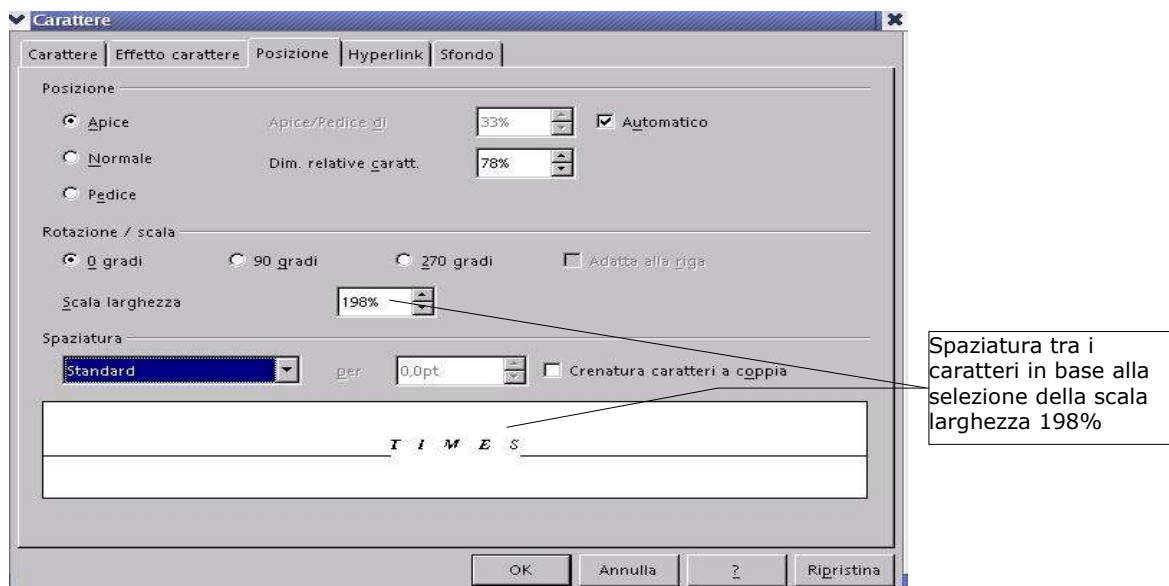 Carattere
Carattere Effetto carattere Posizione Hyperlink Sfondo
Posizione
Apice Apice/Pedice di 33% Automatico
Normale Dim. relative caratt. 78%
Pedice
Rotazione / scala
0 gradi 90 gradi 270 gradi Adatta alla riga
Scala larghezza 198%
Spaziatura
Standard per 0,0pt Crenatura caratteri a coppia
T I M E S
OK Annulla ? Ripristina
Spaziatura tra i
caratteri in base alla
selezione della scala
larghezza 198%